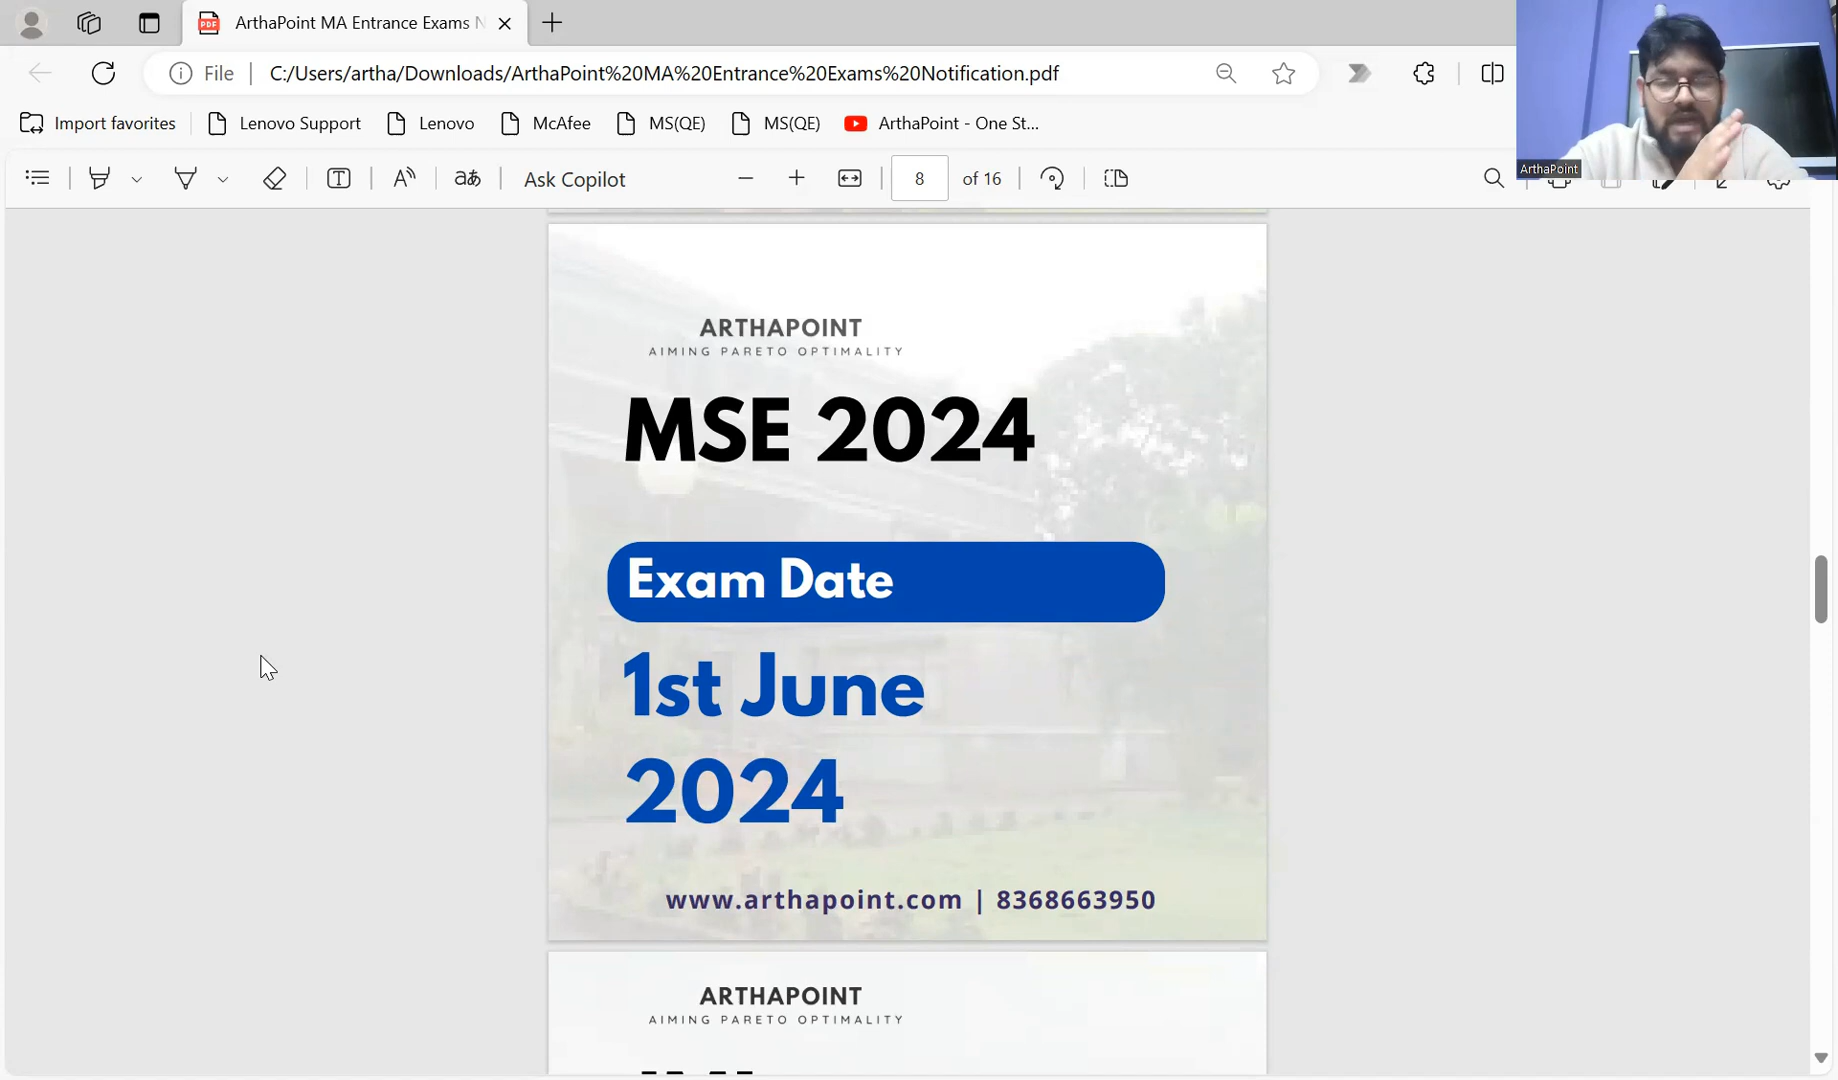 ArthaPoint MA Entrance Exams N
File C:/Users/artha/Downloads/ArthaPoint%20MA%20Entrance%20Exams%20Notification.pdf
Import favorites Lenovo Support Lenovo McAfee MS(QE) MS(QE) ArthaPoint - One St...
Ask Copilot 8 of 16
ArthaPoint
ARTHAPOINT
AIMING PARETO OPTIMALITY
MSE 2024
Exam Date
1st June
2024
www.arthapoint.com | 8368663950
ARTHAPOINT
AIMING PARETO OPTIMALITY